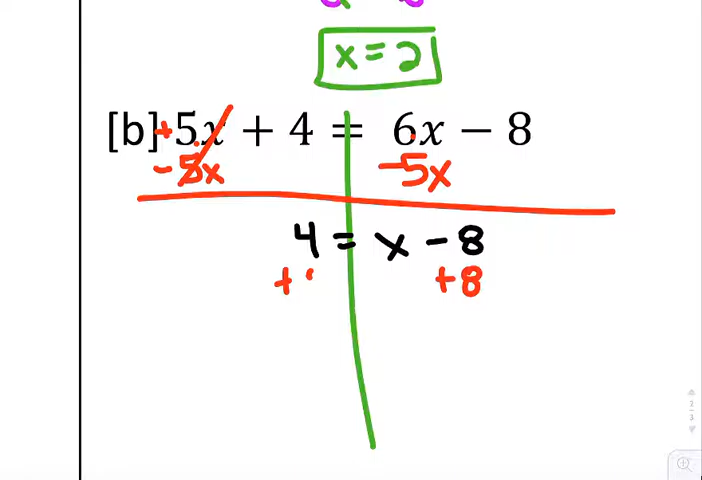 x = 2
[b] +5x + 4 = 6x − 8
−5x −5x
4 = x − 8
+ +8